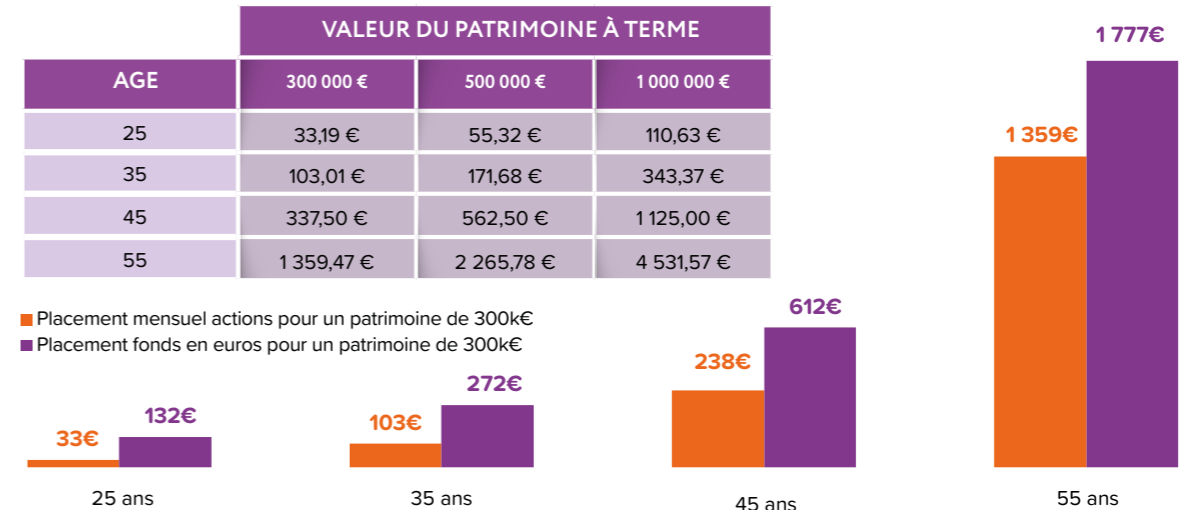 VALEUR DU PATRIMOINE À TERME
AGE 300 000 € 500 000 € 1 000 000 €
25 33,19 € 55,32 € 110,63 €
35 103,01 € 171,68 € 343,37 €
45 337,50 € 562,50 € 1 125,00 €
55 1 359,47 € 2 265,78 € 4 531,57 €
Placement mensuel actions pour un patrimoine de 300k€
Placement fonds en euros pour un patrimoine de 300k€
33€ 132€
103€ 272€
238€ 612€
1 359€ 1 777€
25 ans 35 ans 45 ans 55 ans